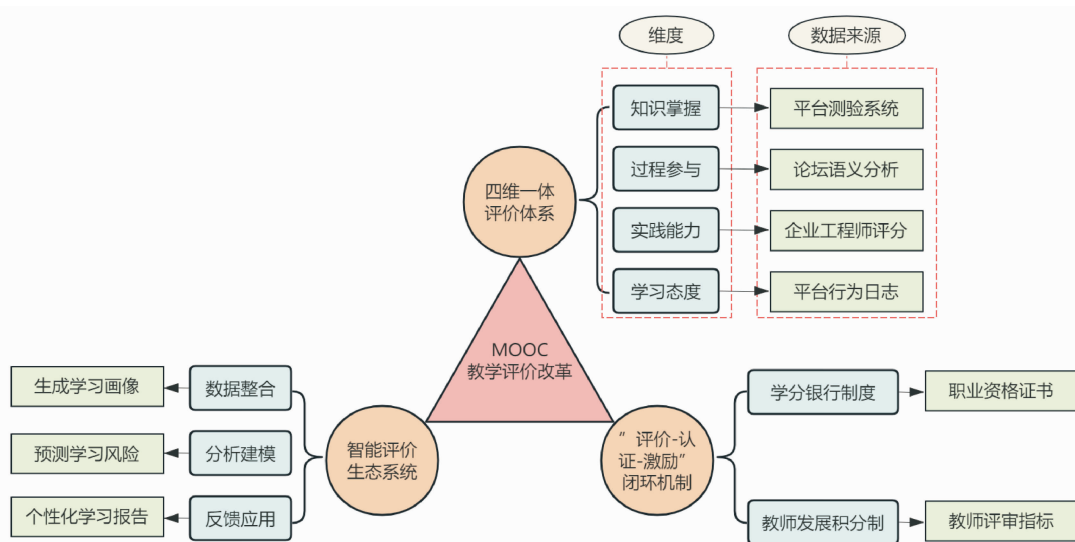 维度
数据来源
知识掌握
平台测验系统
过程参与
论坛语义分析
四维一体
评价体系
实践能力
企业工程师评分
学习态度
平台行为日志
MOOC
教学评价改革
生成学习画像
数据整合
预测学习风险
分析建模
个性化学习报告
反馈应用
智能评价
生态系统
”评价-认
证-激励”
闭环机制
学分银行制度
职业资格证书
教师发展积分制
教师评审指标